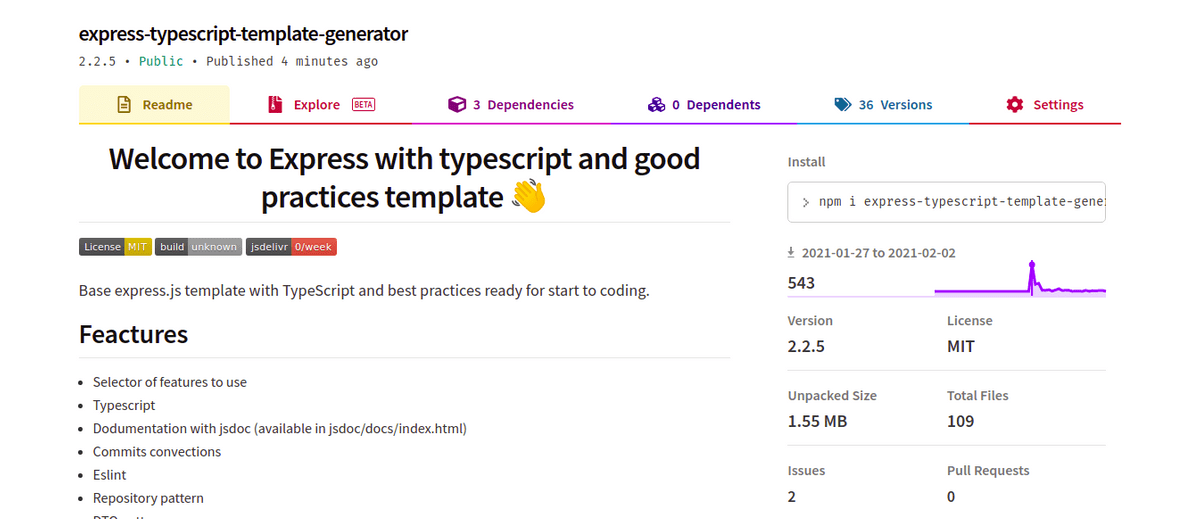 express-typescript-template-generator
2.2.5 • Public • Published 4 minutes ago
Readme
Explore BETA
3 Dependencies
0 Dependents
36 Versions
Settings
Welcome to Express with typescript and good
practices template 👋
License MIT build unknown jsdelivr 0/week
Base express.js template with TypeScript and best practices ready for start to coding.
Feactures
• Selector of features to use
• Typescript
• Dodumentation with jsdoc (available in jsdoc/docs/index.html)
• Commits convections
• Eslint
• Repository pattern
Install
> npm i express-typescript-template-gene
2021-01-27 to 2021-02-02
543
Version License
2.2.5 MIT
Unpacked Size Total Files
1.55 MB 109
Issues Pull Requests
2 0